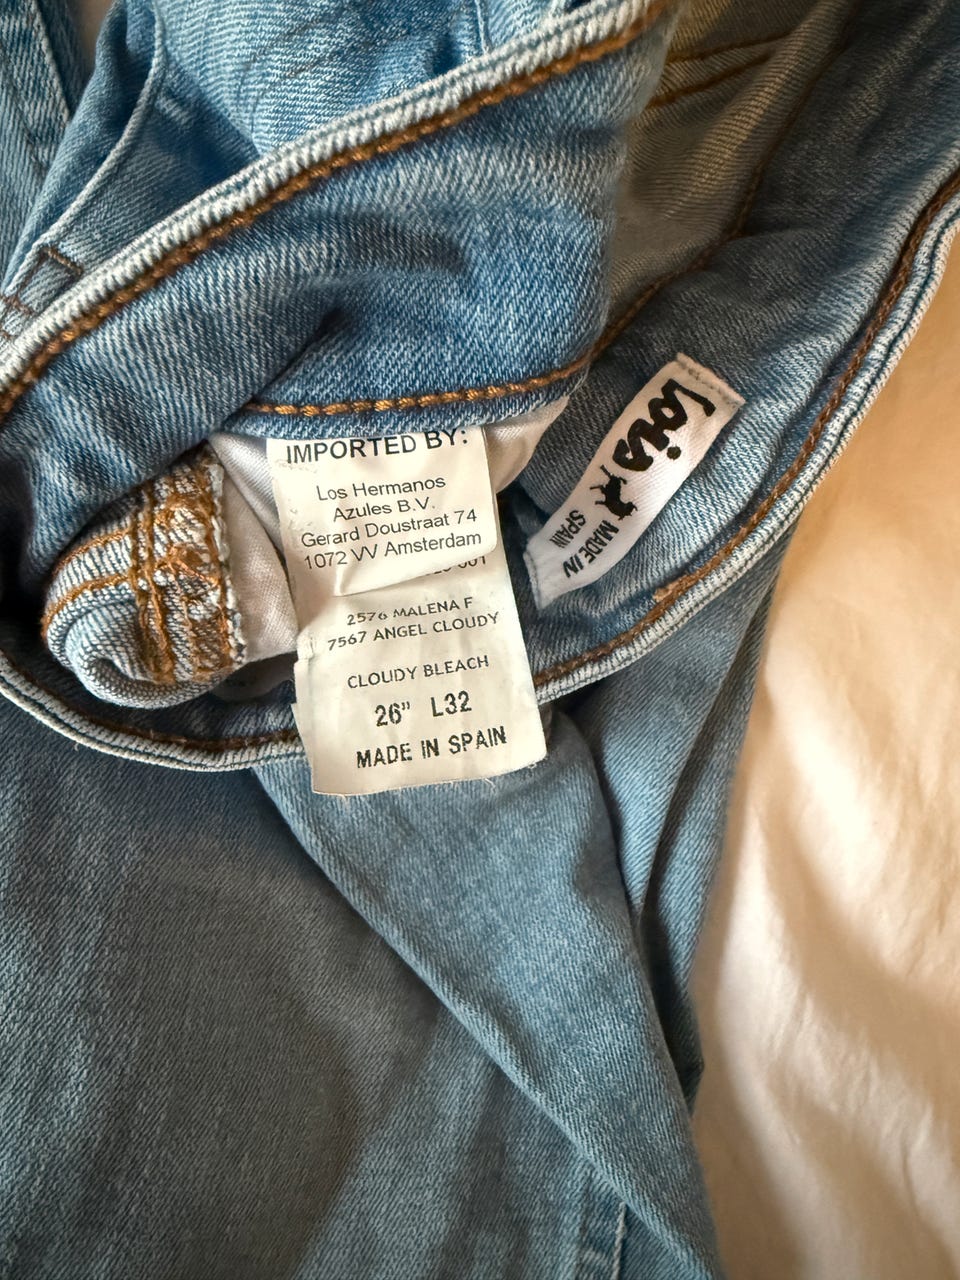 IMPORTED BY:
Los Hermanos
Azules B.V.
Gerard Doustraat 74
1072 VV Amsterdam
2576 MALENA F
7567 ANGEL CLOUDY
CLOUDY BLEACH
26" L32
MADE IN SPAIN
Lois
MADE IN
SPAIN